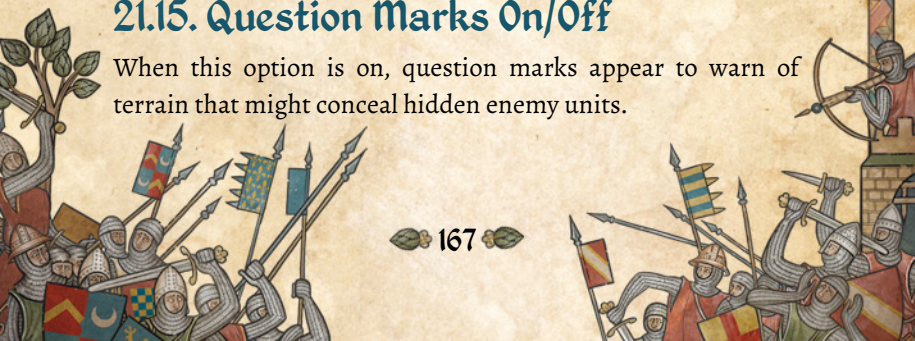 21.15. Question Marks On/Off
When this option is on, question marks appear to warn of
terrain that might conceal hidden enemy units.
167